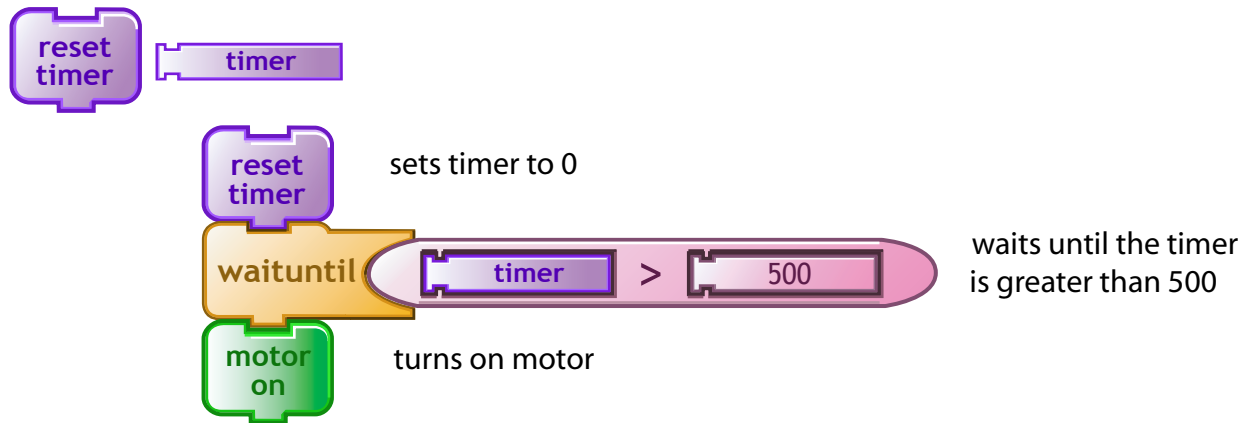 reset
timer
timer
reset
timer
sets timer to 0
waituntil
timer > 500
waits until the timer
is greater than 500
motor
on
turns on motor